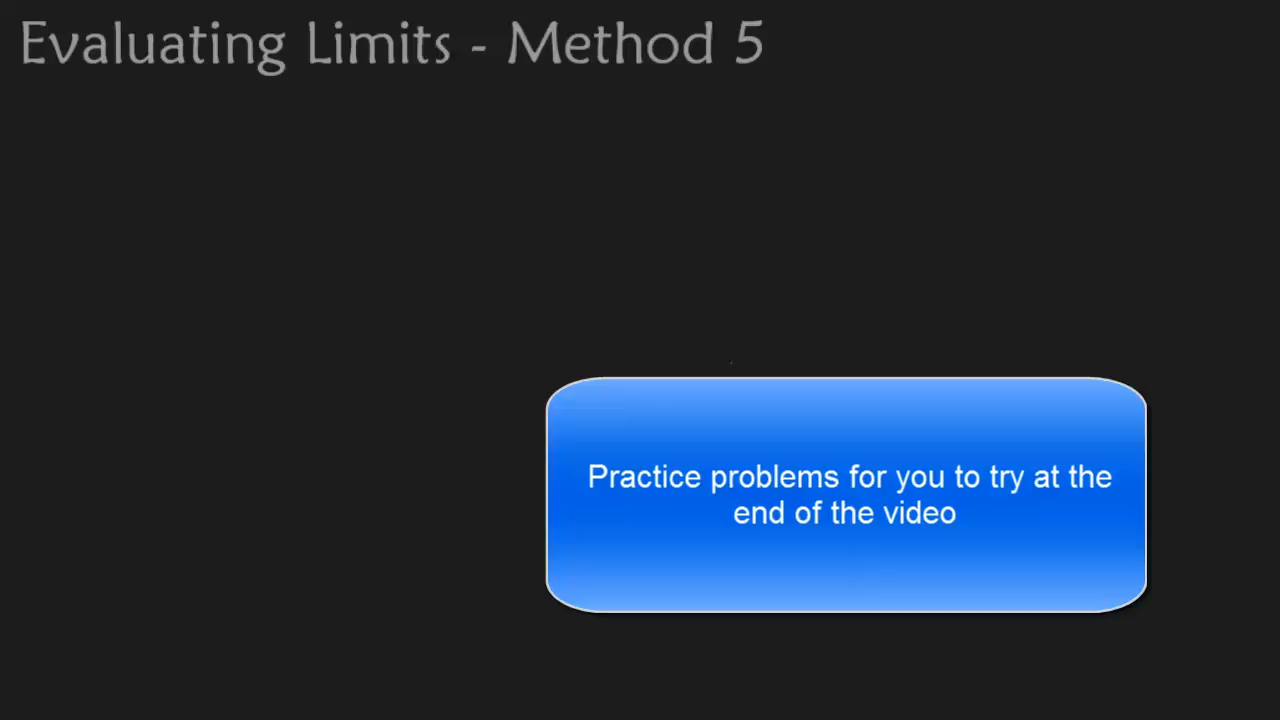 Evaluating Limits - Method 5
Practice problems for you to try at the
end of the video